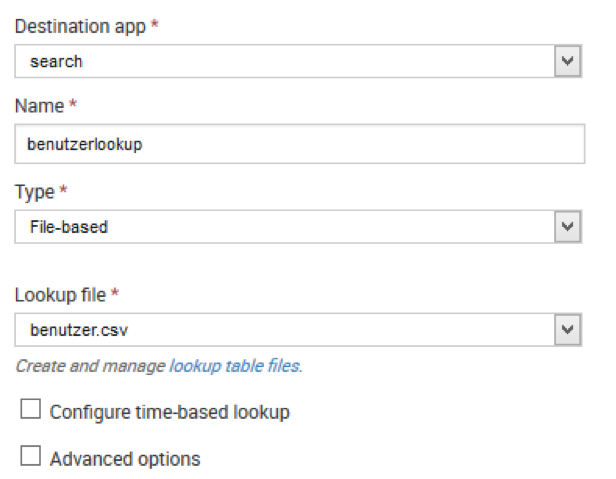 Destination app *
search
Name *
benutzerlookup
Type *
File-based
Lookup file *
benutzer.csv
Create and manage lookup table files.
Configure time-based lookup
Advanced options